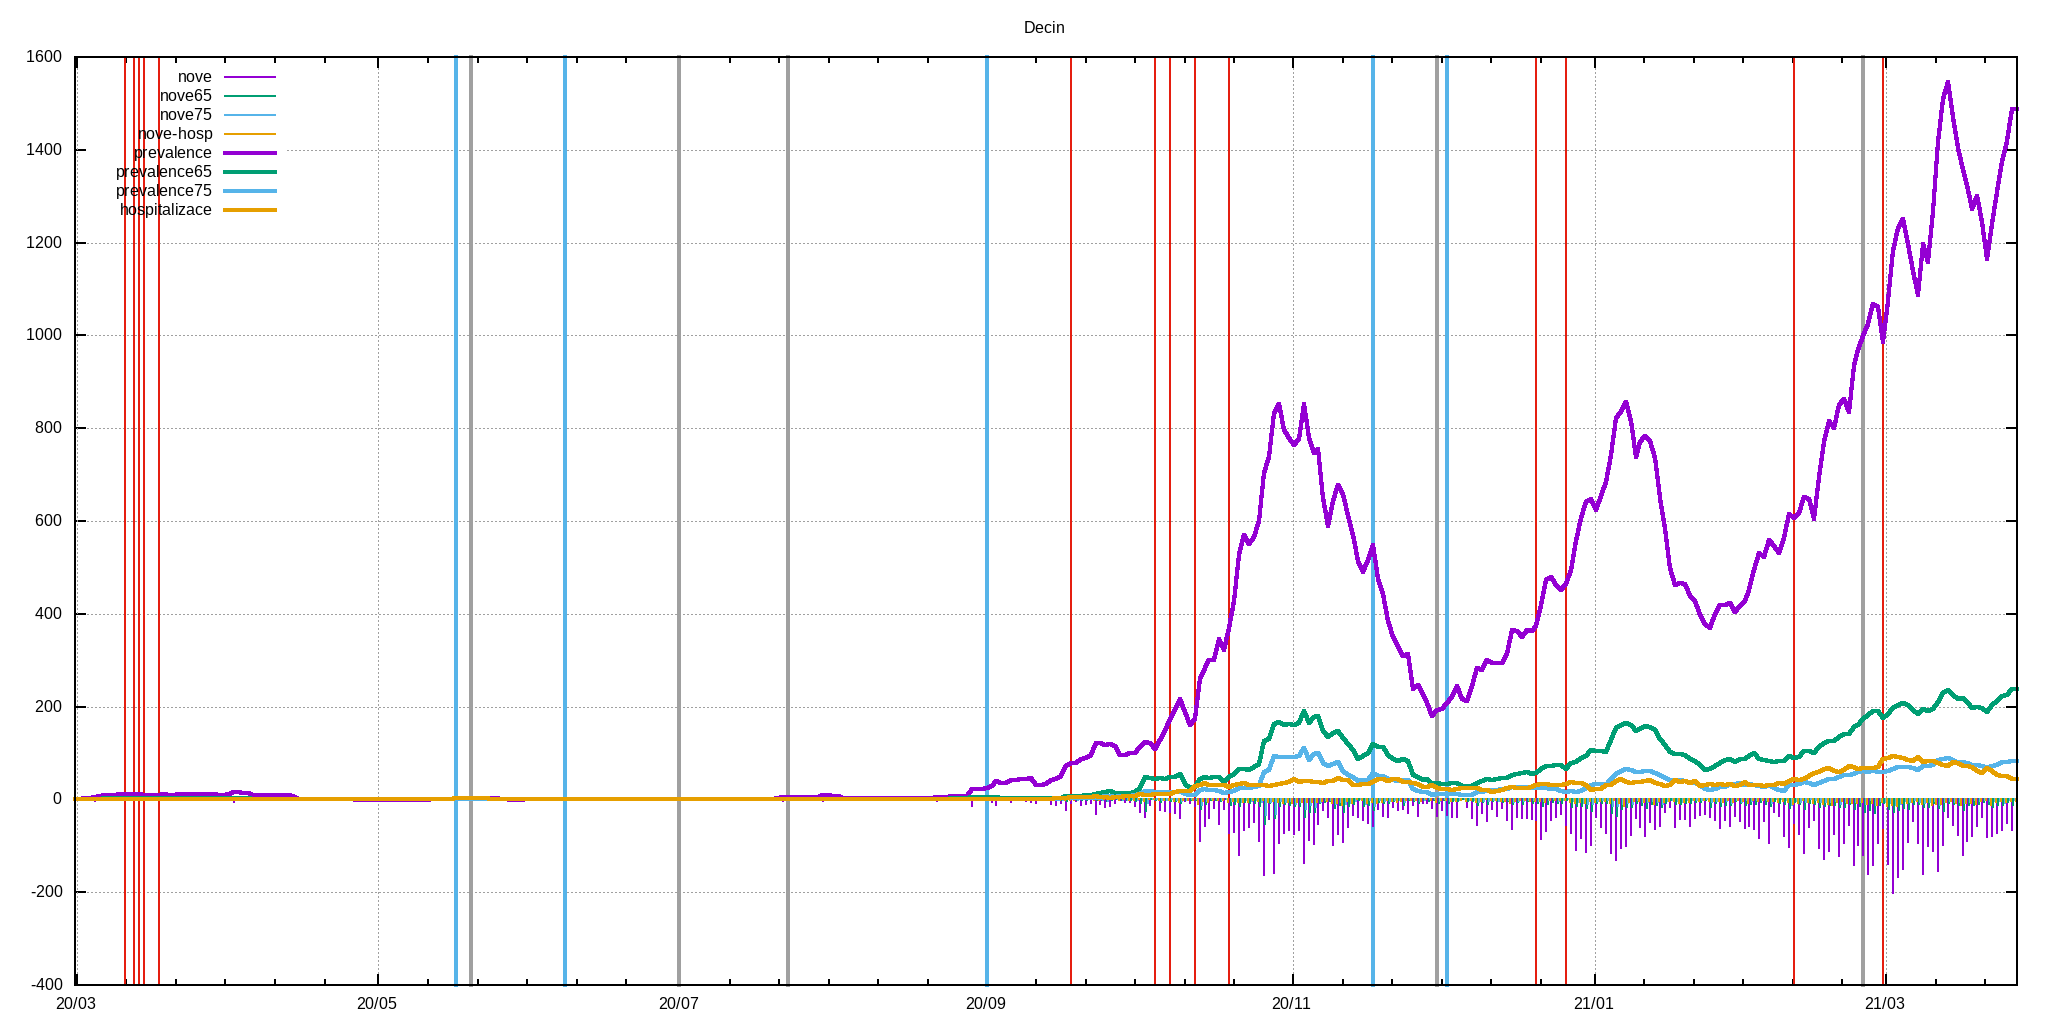 Decin
1600
1400
1200
1000
800
600
400
200
0
-200
-400
nove
nove65
nove75
nove-hosp
prevalence
prevalence65
prevalence75
hospitalizace
20/03 20/05 20/07 20/09 20/11 21/01 21/03